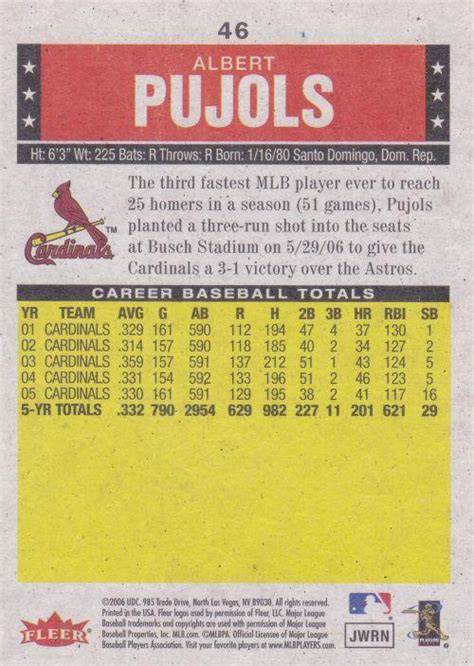 46
ALBERT
PUJOLS
Ht: 6'3" Wt: 225 Bats: R Throws: R Born: 1/16/80 Santo Domingo, Dom. Rep.
The third fastest MLB player ever to reach
25 homers in a season (51 games), Pujols
planted a three-run shot into the seats
at Busch Stadium on 5/29/06 to give the
Cardinals a 3-1 victory over the Astros.
Cardinals TM
CAREER BASEBALL TOTALS
YR TEAM AVG G AB R H 2B 3B HR RBI SB
01 CARDINALS .329 161 590 112 194 47 4 37 130 1
02 CARDINALS .314 157 590 118 185 40 2 34 127 2
03 CARDINALS .359 157 591 137 212 51 1 43 124 5
04 CARDINALS .331 154 592 133 196 51 2 46 123 5
05 CARDINALS .330 161 591 129 195 38 2 41 117 16
5-YR TOTALS .332 790 2954 629 982 227 11 201 621 29
©2006 UDC. 985 Trade Drive, North Las Vegas, NV 89030. All rights reserved.
Printed in the USA. Fleer logos used by permission of Fleer, LLC. Major League
Baseball trademarks and copyrights are used with permission of Major League
Baseball Properties, Inc. MLB.com. ©MLBPA. Official Licensee of Major League
Baseball Players Association. Visit your favorite players at www.MLBPLAYERS.com.
FLEER
JWRN
PLAYERS